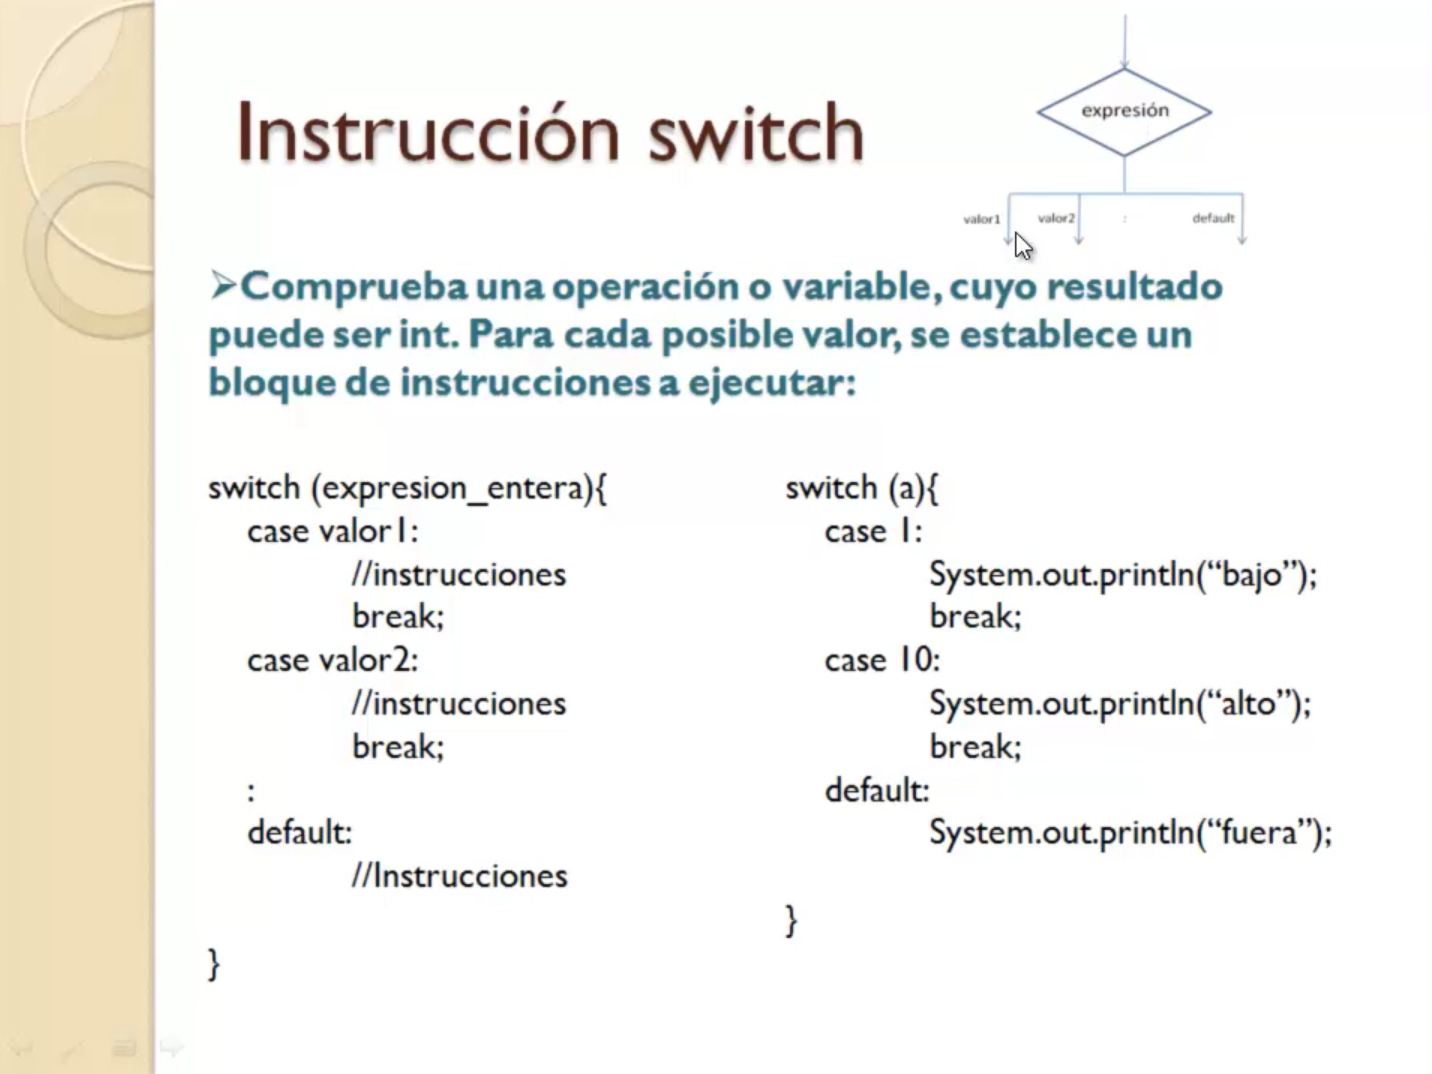 Instrucción switch
expresión
valor1 valor2 : default
➢Comprueba una operación o variable, cuyo resultado
puede ser int. Para cada posible valor, se establece un
bloque de instrucciones a ejecutar:
switch (expresion_entera){
case valor1:
//instrucciones
break;
case valor2:
//instrucciones
break;
:
default:
//Instrucciones
}
switch (a){
case 1:
System.out.println(“bajo”);
break;
case 10:
System.out.println(“alto”);
break;
default:
System.out.println(“fuera”);
}